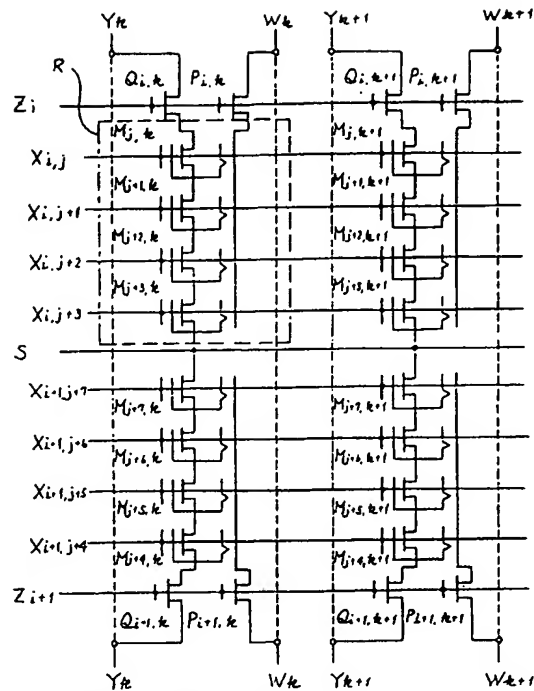 Yk Wk Yk+1 Wk+1
R
Qi,k Pi,k Qi,k+1 Pi,k+1
Zi
Mj,k Mj,k+1
Xi,j
Mj+1,k Mj+1,k+1
Xi,j+1
Mj+2,k Mj+2,k+1
Xi,j+2
Mj+3,k Mj+3,k+1
Xi,j+3
S
Xi+1,j+7
Mj+7,k Mj+7,k+1
Xi+1,j+6
Mj+6,k Mj+6,k+1
Xi+1,j+5
Mj+5,k Mj+5,k+1
Xi+1,j+4
Mj+4,k Mj+4,k+1
Zi+1
Qi+1,k Pi+1,k Qi+1,k+1 Pi+1,k+1
Yk Wk Yk+1 Wk+1